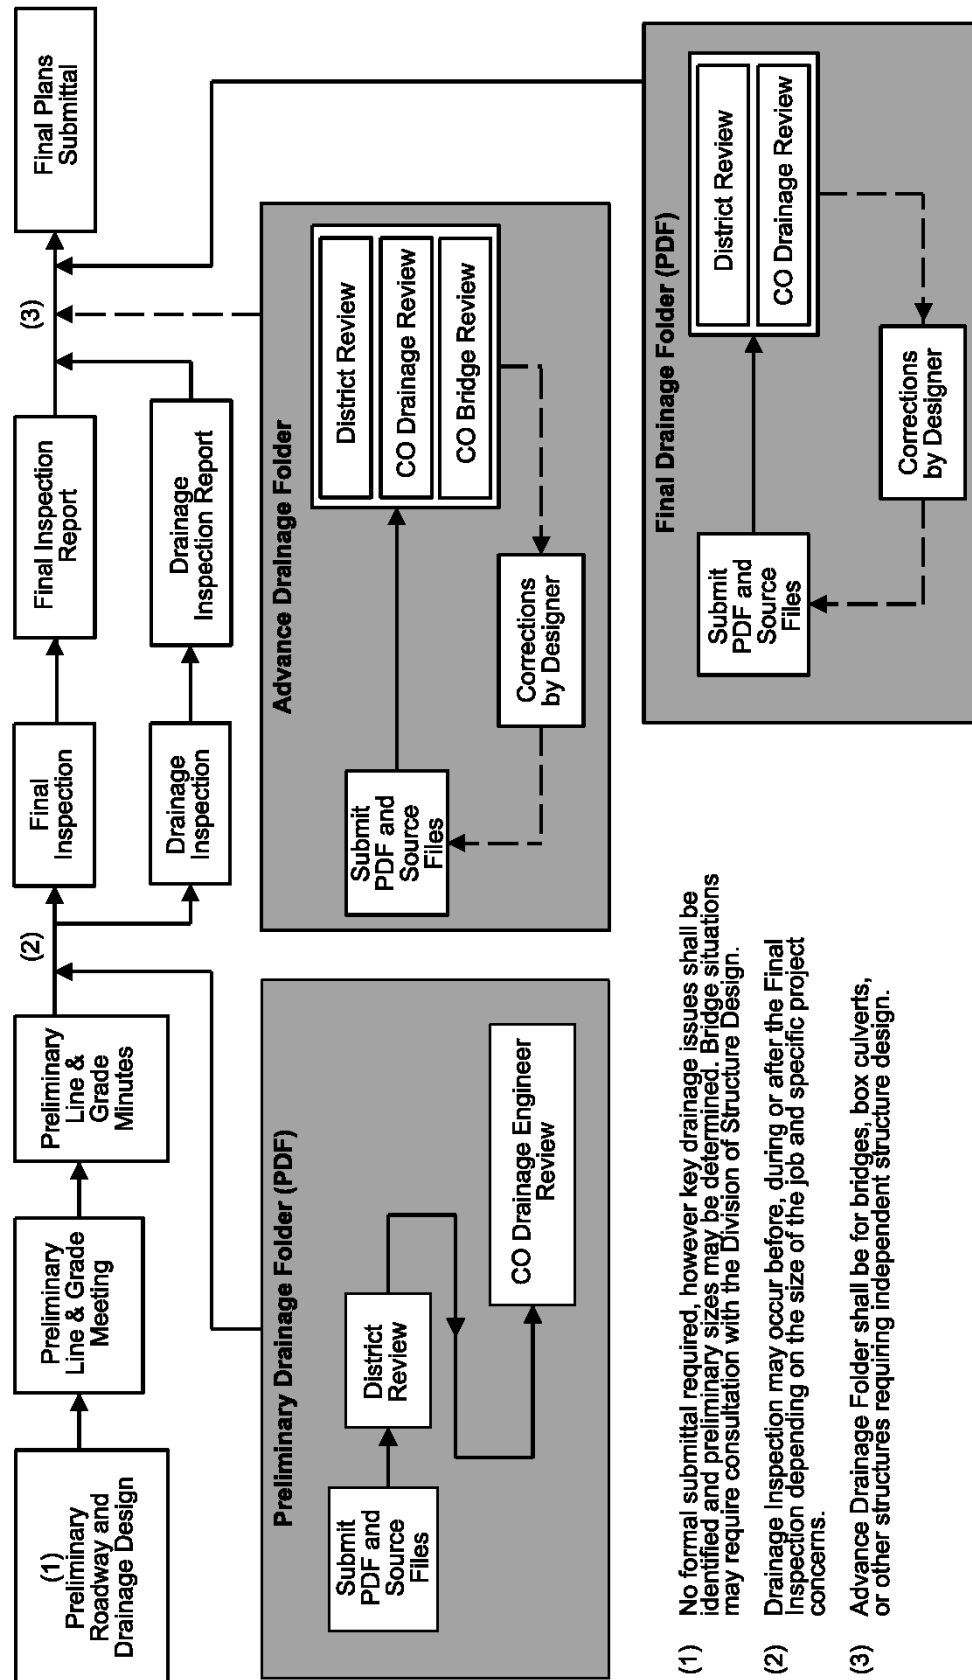 (1)
Preliminary
Roadway and
Drainage Design
Preliminary
Line & Grade
Meeting
Preliminary
Line &
Grade
Minutes
(2)
Final
Inspection
Final Inspection
Report
(3)
Final Plans
Submittal
Drainage
Inspection
Drainage
Inspection Report
Preliminary Drainage Folder (PDF)
Submit
PDF and
Source
Files
District
Review
CO Drainage Engineer
Review
Advance Drainage Folder
Submit
PDF and
Source
Files
District Review
CO Drainage Review
CO Bridge Review
Corrections
by Designer
Final Drainage Folder (PDF)
Submit
PDF and
Source
Files
District Review
CO Drainage Review
Corrections
by Designer
(1) No formal submittal required, however key drainage issues shall be
identified and preliminary sizes may be determined. Bridge situations
may require consultation with the Division of Structure Design.
(2) Drainage Inspection may occur before, during or after the Final
Inspection depending on the size of the job and specific project
concerns.
(3) Advance Drainage Folder shall be for bridges, box culverts,
or other structures requiring independent structure design.